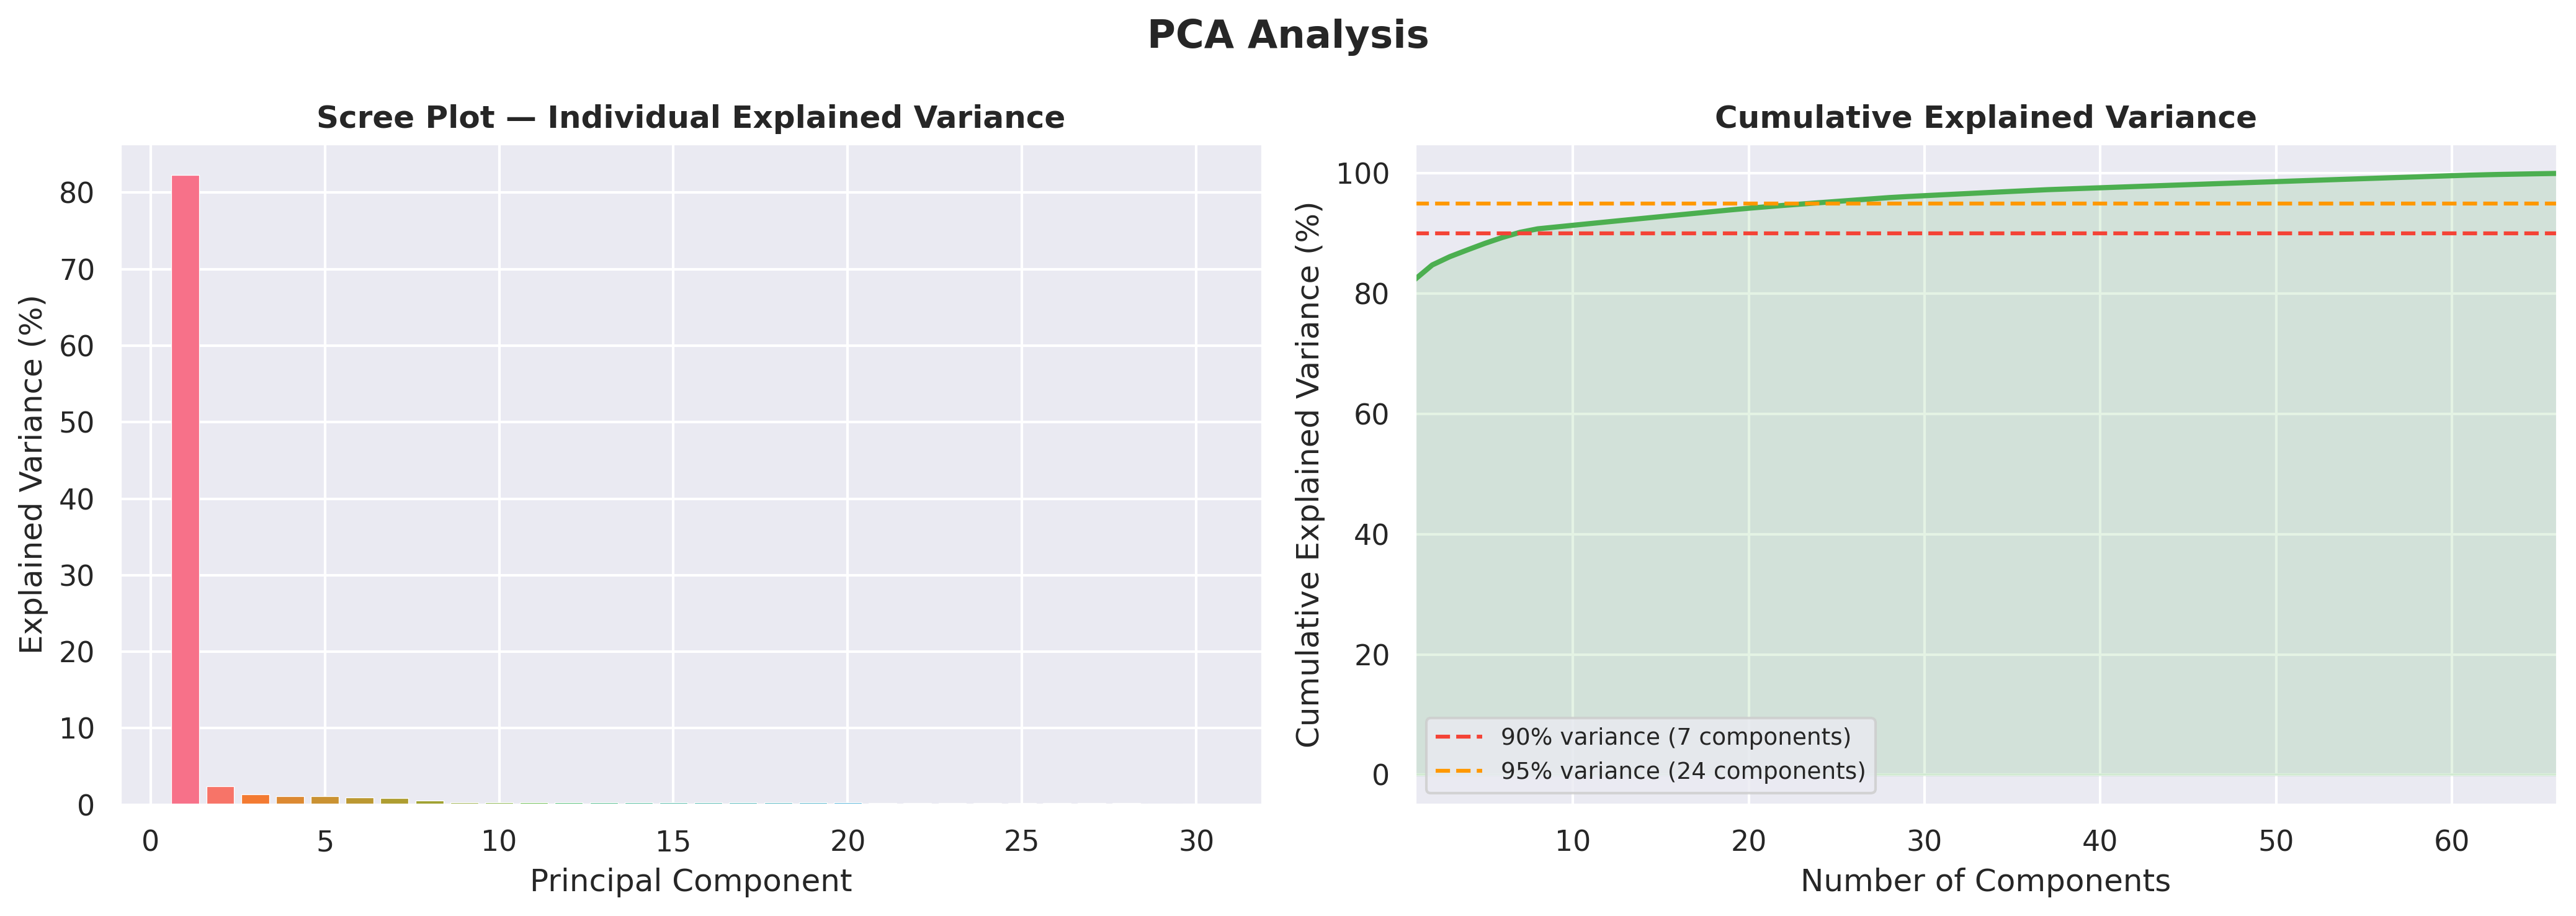 PCA Analysis
Scree Plot — Individual Explained Variance
Explained Variance (%)
80
70
60
50
40
30
20
10
0
0 5 10 15 20 25 30
Principal Component
Cumulative Explained Variance
Cumulative Explained Variance (%)
100
80
60
40
20
0
90% variance (7 components)
95% variance (24 components)
10 20 30 40 50 60
Number of Components